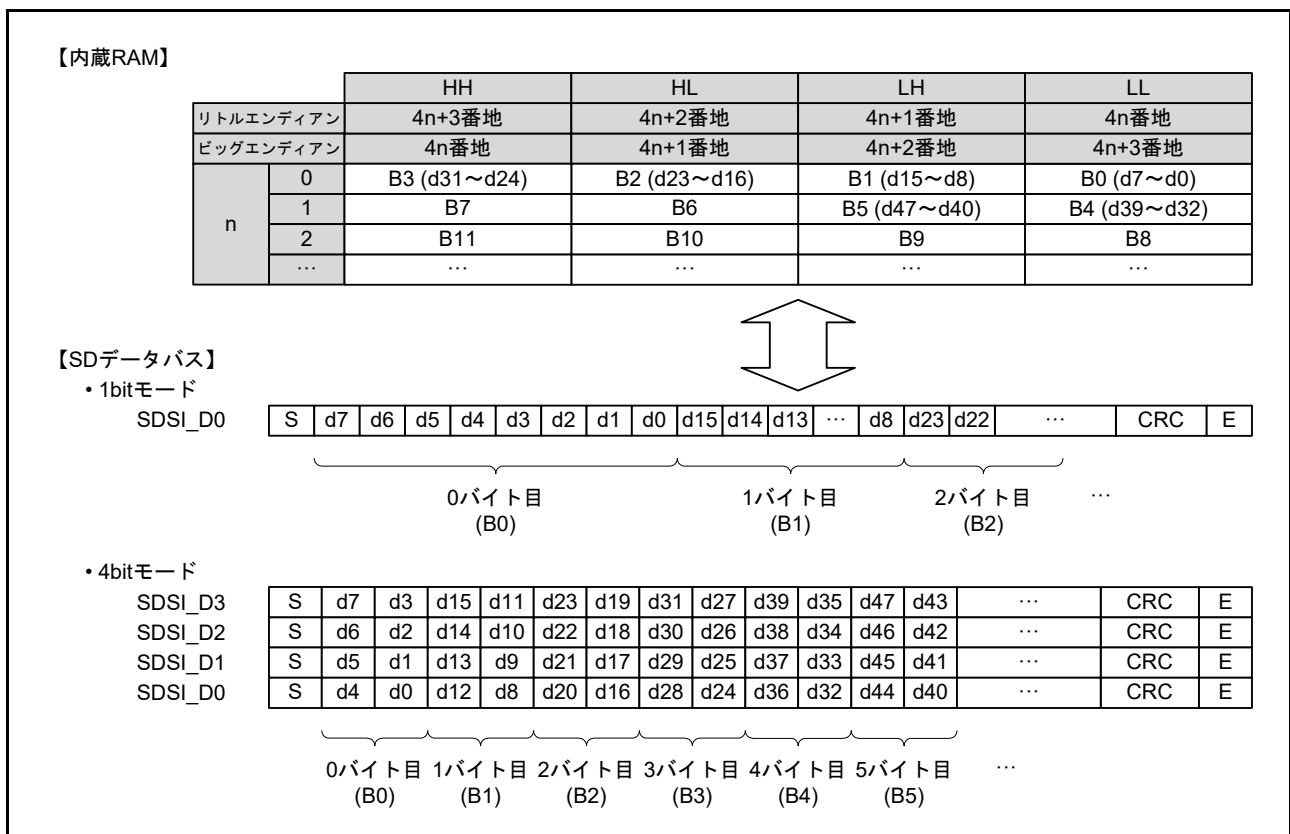 【内蔵RAM】
HH HL LH LL
リトルエンディアン 4n+3番地 4n+2番地 4n+1番地 4n番地
ビッグエンディアン 4n番地 4n+1番地 4n+2番地 4n+3番地
n 0 B3 (d31～d24) B2 (d23～d16) B1 (d15～d8) B0 (d7～d0)
1 B7 B6 B5 (d47～d40) B4 (d39～d32)
2 B11 B10 B9 B8
… … … … …
【SDデータバス】
• 1bitモード
SDSI_D0 S d7 d6 d5 d4 d3 d2 d1 d0 d15 d14 d13 … d8 d23 d22 … CRC E
0バイト目 1バイト目 2バイト目 …
(B0) (B1) (B2)
• 4bitモード
SDSI_D3 S d7 d3 d15 d11 d23 d19 d31 d27 d39 d35 d47 d43 … CRC E
SDSI_D2 S d6 d2 d14 d10 d22 d18 d30 d26 d38 d34 d46 d42 … CRC E
SDSI_D1 S d5 d1 d13 d9 d21 d17 d29 d25 d37 d33 d45 d41 … CRC E
SDSI_D0 S d4 d0 d12 d8 d20 d16 d28 d24 d36 d32 d44 d40 … CRC E
0バイト目 1バイト目 2バイト目 3バイト目 4バイト目 5バイト目 …
(B0) (B1) (B2) (B3) (B4) (B5)